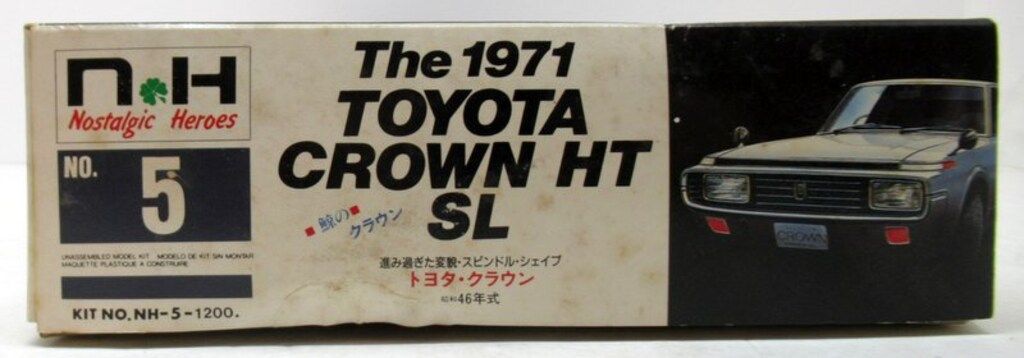 n H
Nostalgic Heroes
NO. 5
UNASSEMBLED MODEL KIT MODELO DE KIT SIN MONTAR
MAQUETTE PLASTIQUE A CONSTRUIRE
KIT NO. NH-5-1200.
The 1971
TOYOTA
CROWN HT
SL
鯨の
クラウン
進み過ぎた変貌・スピンドル・シェイプ
トヨタ・クラウン
昭和46年式
CROWN